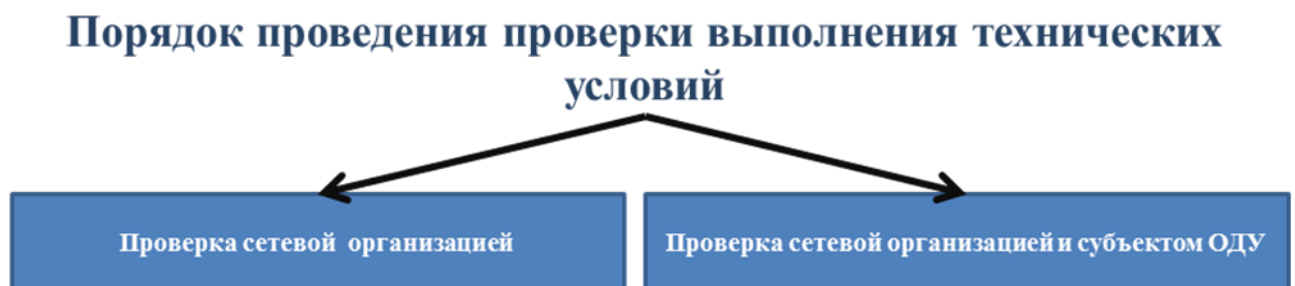 Порядок проведения проверки выполнения технических
условий
Проверка сетевой организацией
Проверка сетевой организацией и субъектом ОДУ